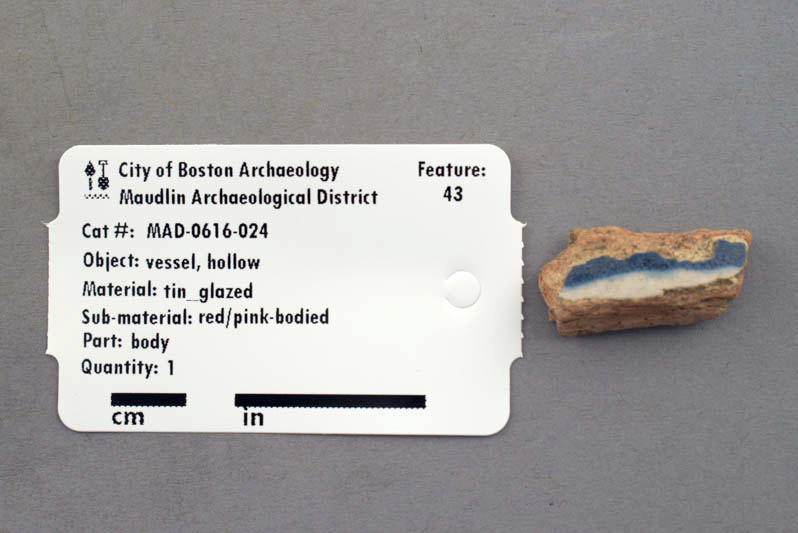 City of Boston Archaeology
Maudlin Archaeological District
Feature:
43
Cat #: MAD-0616-024
Object: vessel, hollow
Material: tin_glazed
Sub-material: red/pink-bodied
Part: body
Quantity: 1
cm in